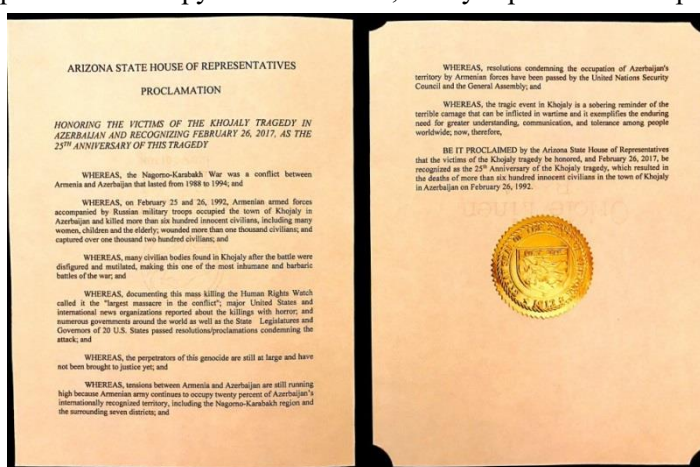 ARIZONA STATE HOUSE OF REPRESENTATIVES
PROCLAMATION
HONORING THE VICTIMS OF THE KHOJALY TRAGEDY IN
AZERBAIJAN AND RECOGNIZING FEBRUARY 26, 2017, AS THE
25TH ANNIVERSARY OF THIS TRAGEDY
WHEREAS, the Nagorno-Karabakh War was a conflict between
Armenia and Azerbaijan that lasted from 1988 to 1994; and
WHEREAS, on February 25 and 26, 1992, Armenian armed forces
accompanied by Russian military troops occupied the town of Khojaly in
Azerbaijan and killed more than six hundred innocent civilians, including many
women, children and the elderly; wounded more than one thousand civilians; and
captured over one thousand two hundred civilians; and
WHEREAS, many civilian bodies found in Khojaly after the battle were
disfigured and mutilated, making this one of the most inhumane and barbaric
battles of the war; and
WHEREAS, documenting this mass killing the Human Rights Watch
called it the "largest massacre in the conflict"; major United States and
international news organizations reported about the killings with horror; and
numerous governments around the world as well as the State Legislatures and
Governors of 20 U.S. States passed resolutions/proclamations condemning the
attack; and
WHEREAS, the perpetrators of this genocide are still at large and have
not been brought to justice yet; and
WHEREAS, tensions between Armenia and Azerbaijan are still running
high because Armenian army continues to occupy twenty percent of Azerbaijan's
internationally recognized territory, including the Nagorno-Karabakh region and
the surrounding seven districts; and
WHEREAS, resolutions condemning the occupation of Azerbaijan's
territory by Armenian forces have been passed by the United Nations Security
Council and the General Assembly; and
WHEREAS, the tragic event in Khojaly is a sobering reminder of the
terrible carnage that can be inflicted in wartime and it exemplifies the enduring
need for greater understanding, communication, and tolerance among people
worldwide; now, therefore,
BE IT PROCLAIMED by the Arizona State House of Representatives
that the victims of the Khojaly tragedy be honored, and February 26, 2017, be
recognized as the 25th Anniversary of the Khojaly tragedy, which resulted in
the deaths of more than six hundred innocent civilians in the town of Khojaly
in Azerbaijan on February 26, 1992.